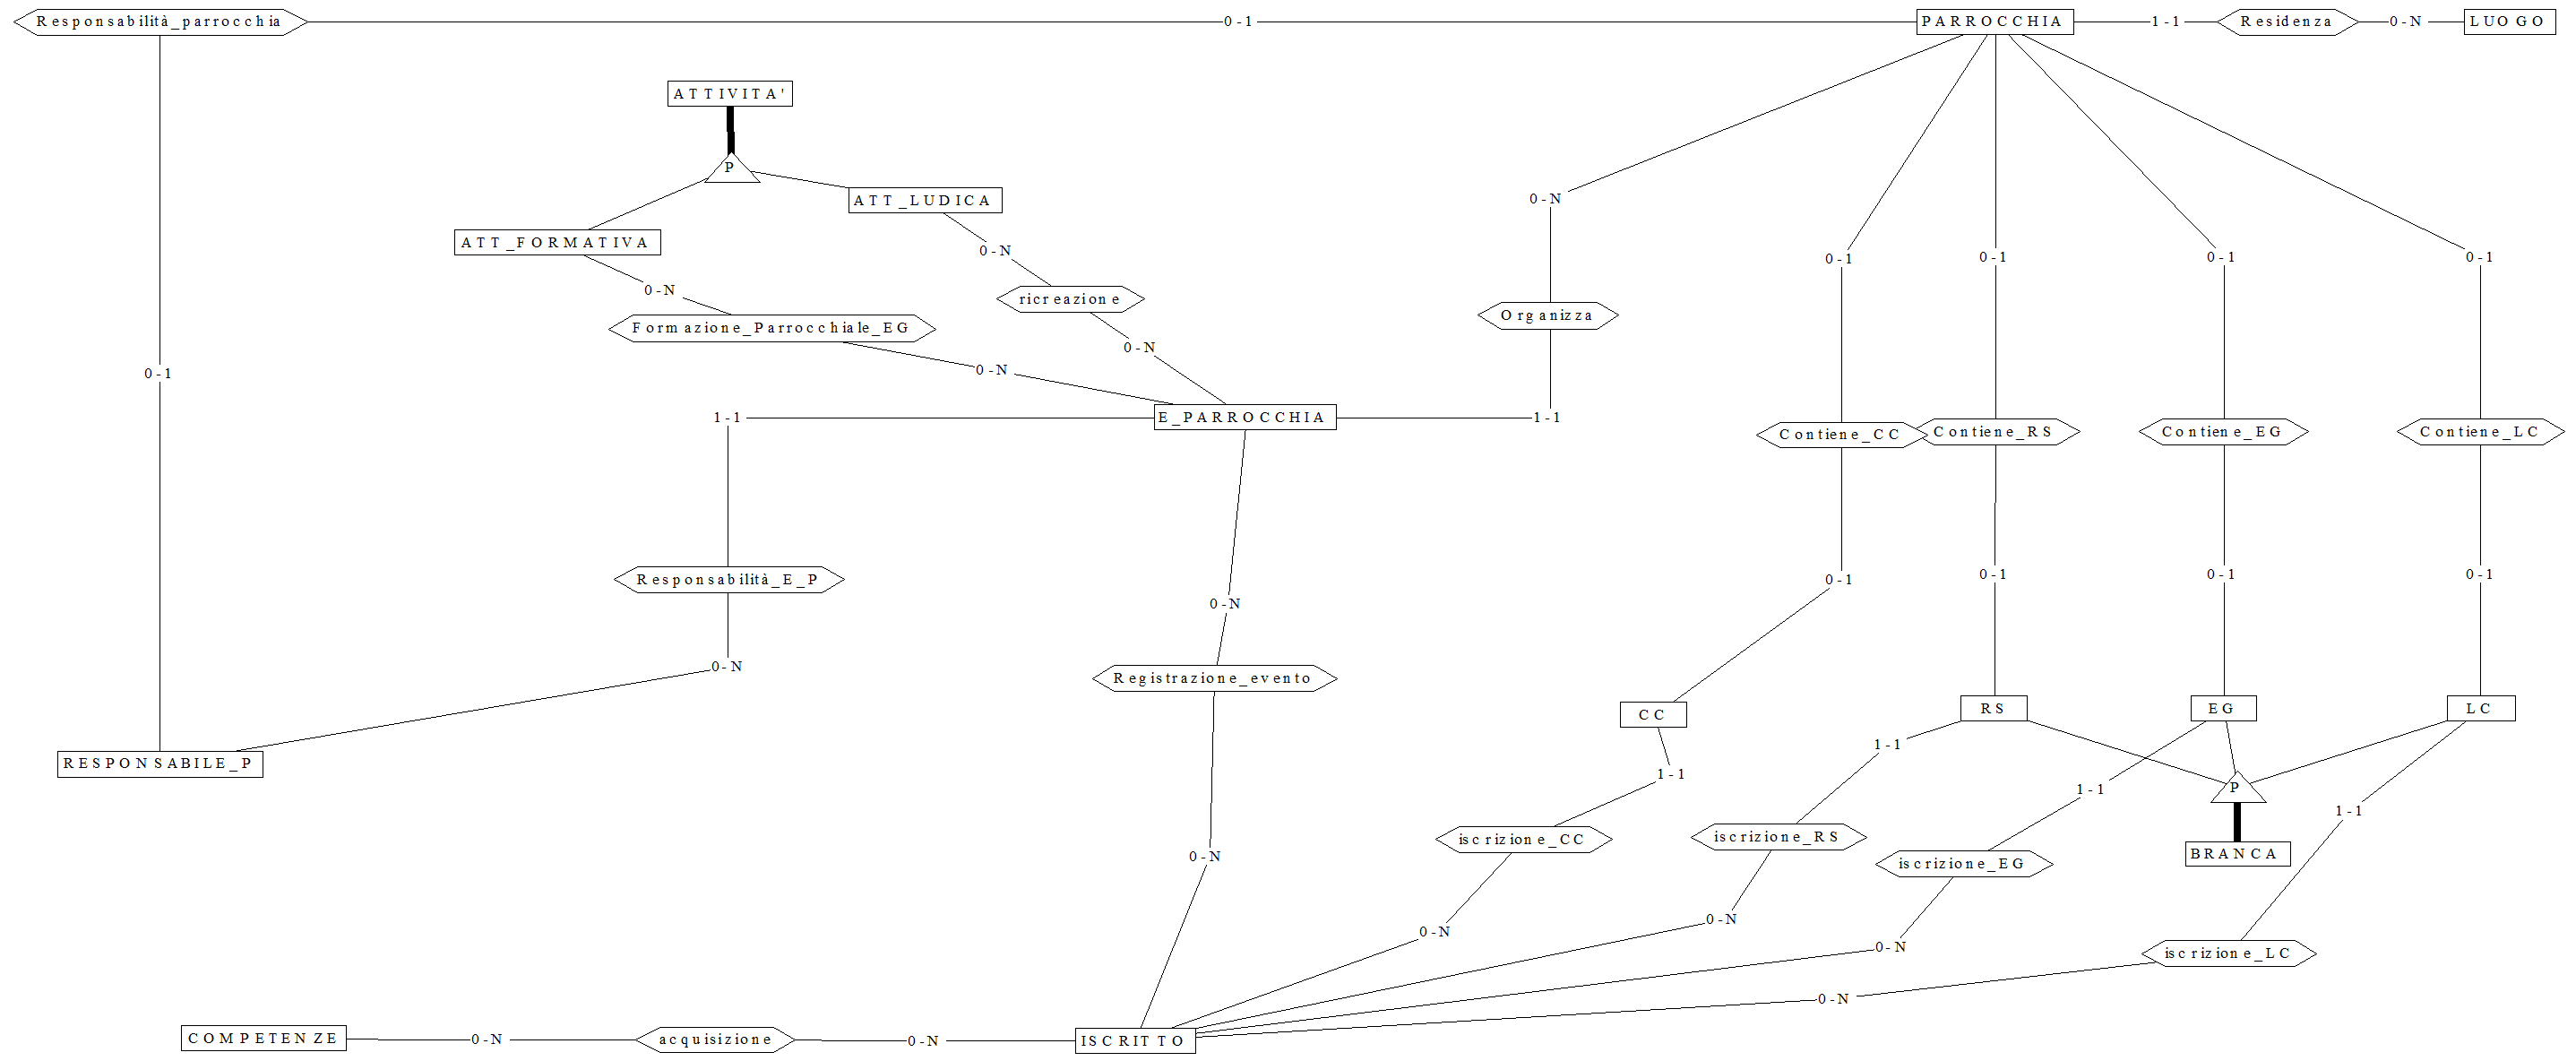 Responsabilità_parrocchia
0-1
PARROCCHIA
1-1
Residenza
0-N
LUOGO
ATTIVITA'
P
ATT_LUDICA
0-N
ATT_FORMATIVA
0-N
0-1
0-1
0-1
0-1
0-N
ricreazione
Organizza
Formazione_Parrocchiale_EG
0-N
0-N
0-1
1-1
E_PARROCCHIA
1-1
Contiene_CC
Contiene_RS
Contiene_EG
Contiene_LC
Responsabilità_E_P
0-1
0-1
0-1
0-1
0-N
0-N
Registrazione_evento
CC
RS
EG
LC
1-1
RESPONSABILE_P
1-1
1-1
P
1-1
iscrizione_CC
iscrizione_RS
BRANCA
0-N
iscrizione_EG
0-N
0-N
0-N
iscrizione_LC
0-N
COMPETENZE
0-N
acquisizione
0-N
ISCRITTO